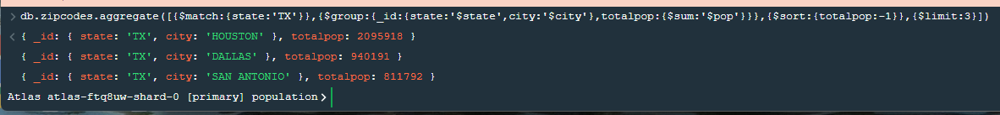 > db.zipcodes.aggregate([{$match:{state:'TX'}},{$group:{_id:{state:'$state',city:'$city'},totalpop:{$sum:'$pop'}}},{$sort:{totalpop:-1}},{$limit:3}])
< { _id: { state: 'TX', city: 'HOUSTON' }, totalpop: 2095918 }
{ _id: { state: 'TX', city: 'DALLAS' }, totalpop: 940191 }
{ _id: { state: 'TX', city: 'SAN ANTONIO' }, totalpop: 811792 }
Atlas atlas-ftq8uw-shard-0 [primary] population>